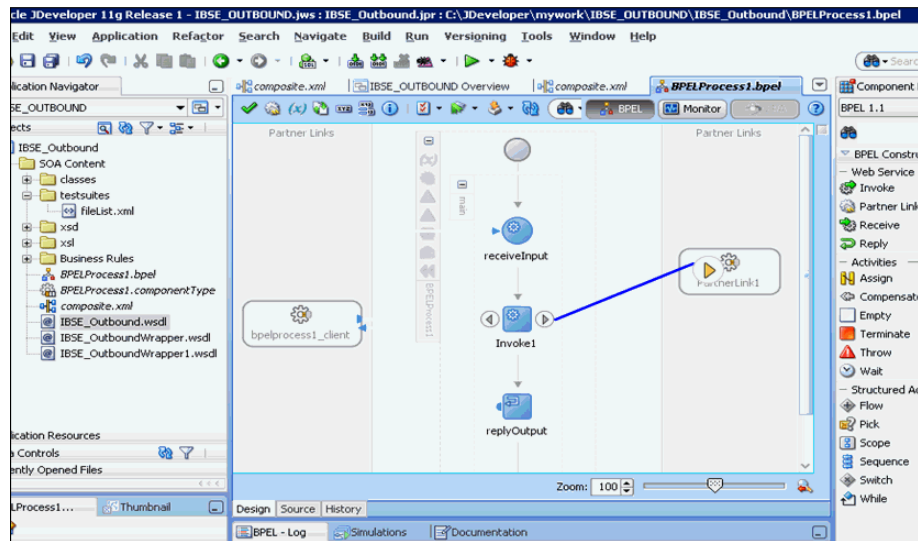 cle JDeveloper 11g Release 1 - IBSE_OUTBOUND.jws : IBSE_Outbound.jpr : C:\JDeveloper\mywork\IBSE_OUTBOUND\IBSE_Outbound\BPELProcess1.bpel
Edit View Application Refactor Search Navigate Build Run Versioning Tools Window Help
Searc
lication Navigator
composite.xml
IBSE_OUTBOUND Overview
composite.xml
BPELProcess1.bpel
Component
SE_OUTBOUND
BPEL
Monitor
BPEL 1.1
ects
IBSE_Outbound
SOA Content
classes
testsuites
fileList.xml
xsd
xsl
Business Rules
BPELProcess1.bpel
BPELProcess1.componentType
composite.xml
IBSE_Outbound.wsdl
IBSE_OutboundWrapper.wsdl
IBSE_OutboundWrapper1.wsdl
lication Resources
a Controls
ently Opened Files
LProcess1...
Thumbnail
Partner Links
Partner Links
main
BPELProcess1
receiveInput
bpelprocess1_client
PartnerLink1
Invoke1
replyOutput
Zoom: 100
Design Source History
BPEL - Log
Simulations
Documentation
BPEL Constru
Web Service
Invoke
Partner Link
Receive
Reply
Activities
Assign
Compensate
Empty
Terminate
Throw
Wait
Structured Ac
Flow
Pick
Scope
Sequence
Switch
While